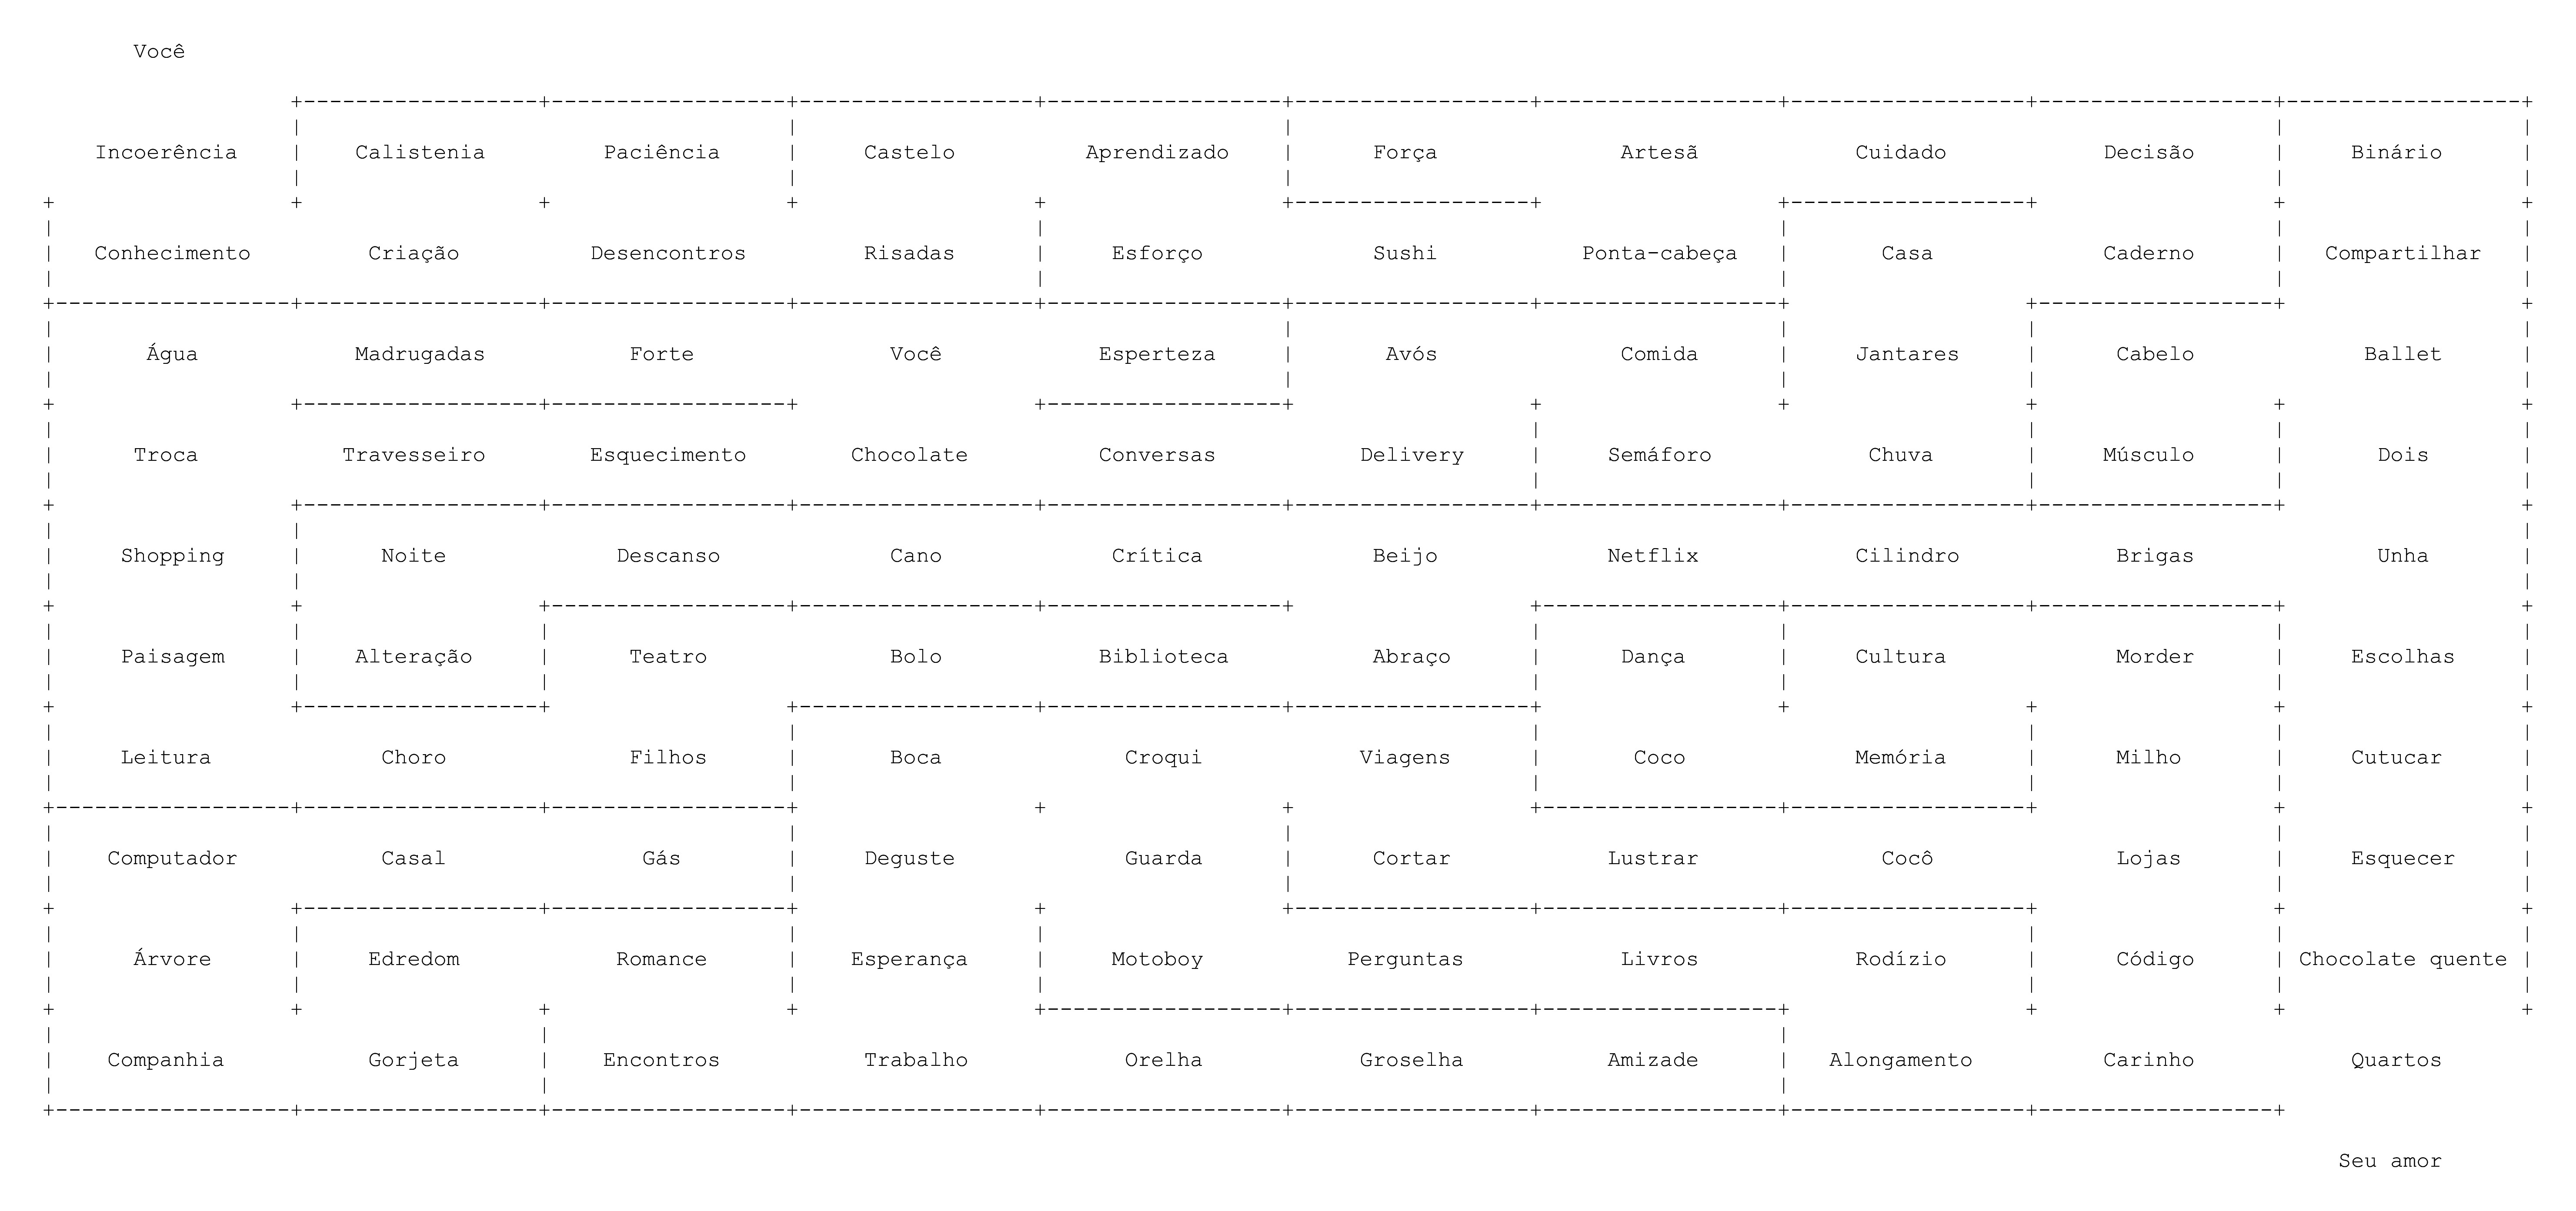 Você
Incoerência Calistenia Paciência Castelo Aprendizado Força Artesã Cuidado Decisão Binário
Conhecimento Criação Desencontros Risadas Esforço Sushi Ponta-cabeça Casa Caderno Compartilhar
Água Madrugadas Forte Você Esperteza Avós Comida Jantares Cabelo Ballet
Troca Travesseiro Esquecimento Chocolate Conversas Delivery Semáforo Chuva Músculo Dois
Shopping Noite Descanso Cano Crítica Beijo Netflix Cilindro Brigas Unha
Paisagem Alteração Teatro Bolo Biblioteca Abraço Dança Cultura Morder Escolhas
Leitura Choro Filhos Boca Croqui Viagens Coco Memória Milho Cutucar
Computador Casal Gás Deguste Guarda Cortar Lustrar Cocô Lojas Esquecer
Árvore Edredom Romance Esperança Motoboy Perguntas Livros Rodízio Código Chocolate quente
Companhia Gorjeta Encontros Trabalho Orelha Groselha Amizade Alongamento Carinho Quartos
Seu amor